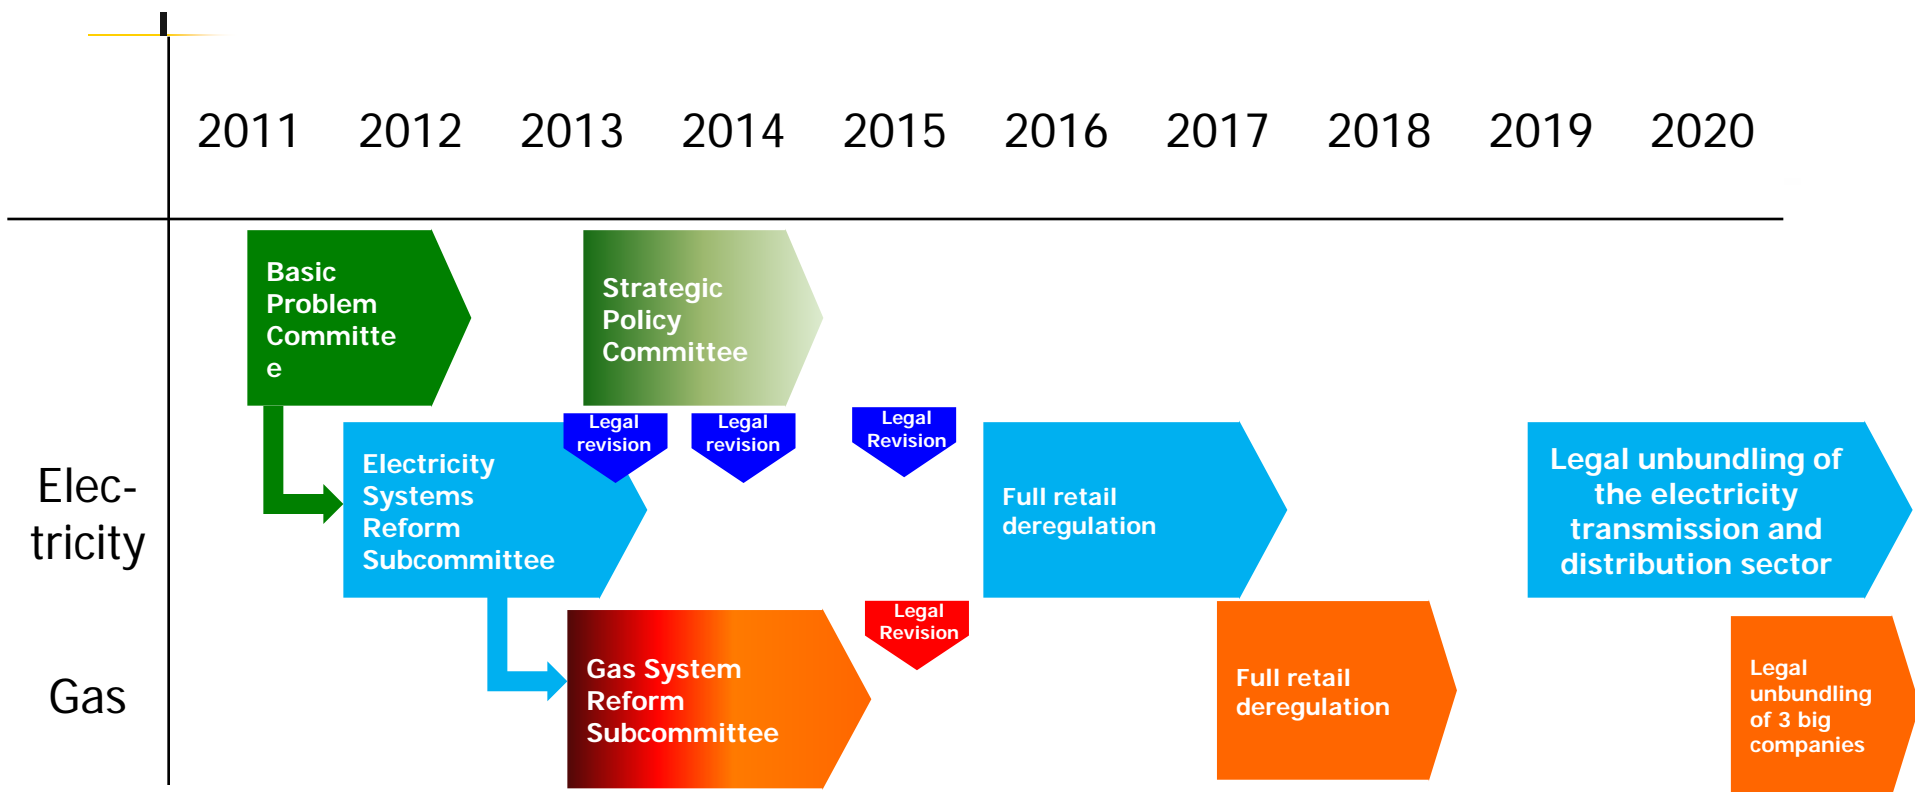 2011 2012 2013 2014 2015 2016 2017 2018 2019 2020
Basic
Problem
Committe
e
Strategic
Policy
Committee
Elec-
tricity
Electricity
Systems
Reform
Subcommittee
Legal
revision
Legal
revision
Legal
Revision
Full retail
deregulation
Legal unbundling of
the electricity
transmission and
distribution sector
Gas
Gas System
Reform
Subcommittee
Legal
Revision
Full retail
deregulation
Legal
unbundling
of 3 big
companies